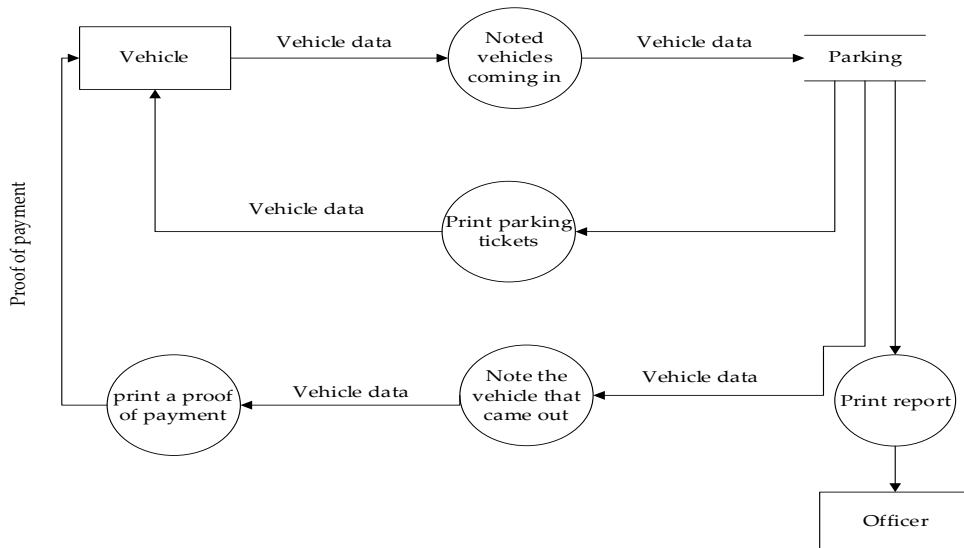 Vehicle
Vehicle data
Noted
vehicles
coming in
Vehicle data
Parking
Vehicle data
Print parking
tickets
Proof of payment
print a proof
of payment
Vehicle data
Note the
vehicle that
came out
Vehicle data
Print report
Officer